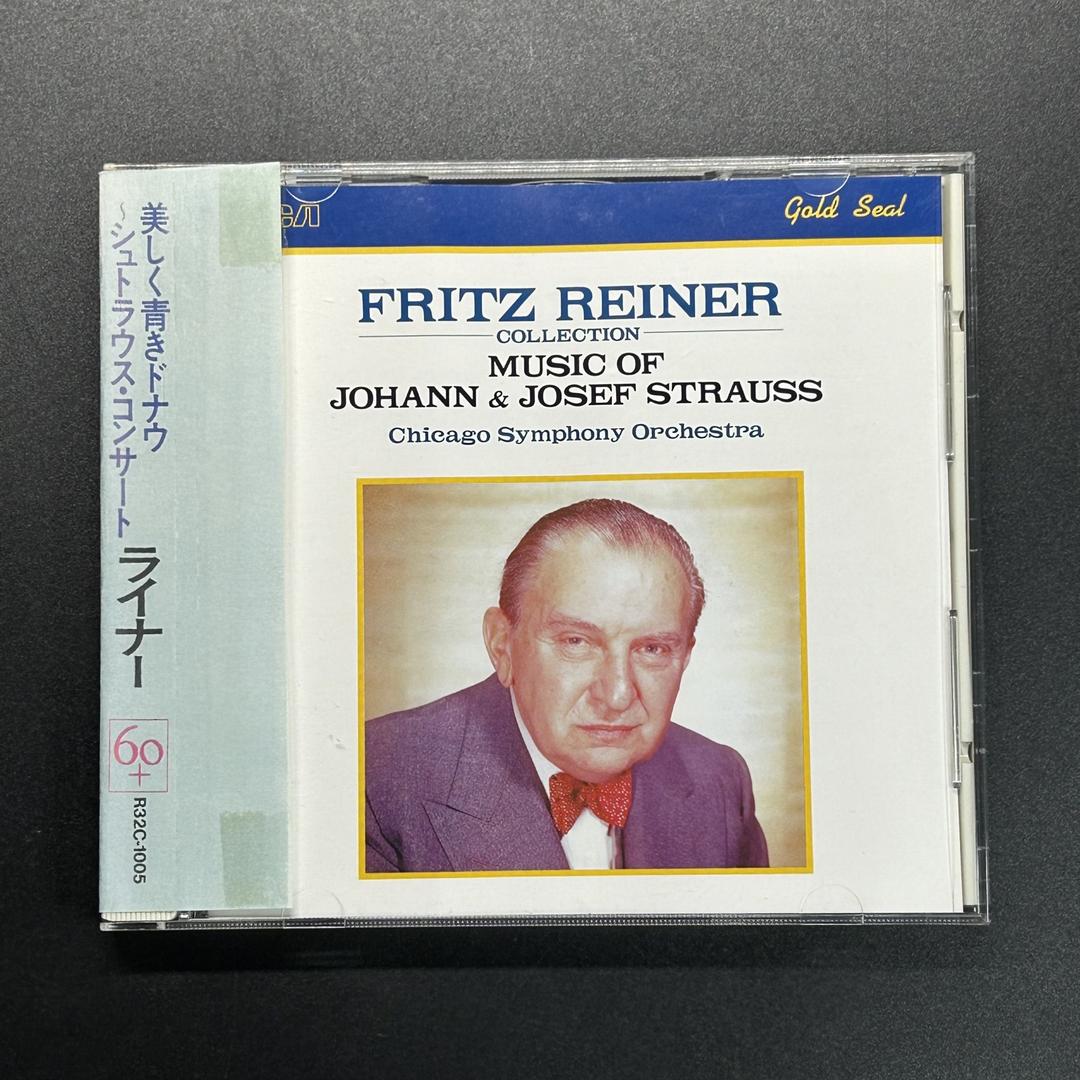 美しく青きドナウ
〜シュトラウス・コンサート
ライナー
60+
R32C-1005
Gold Seal
FRITZ REINER
COLLECTION
MUSIC OF
JOHANN & JOSEF STRAUSS
Chicago Symphony Orchestra